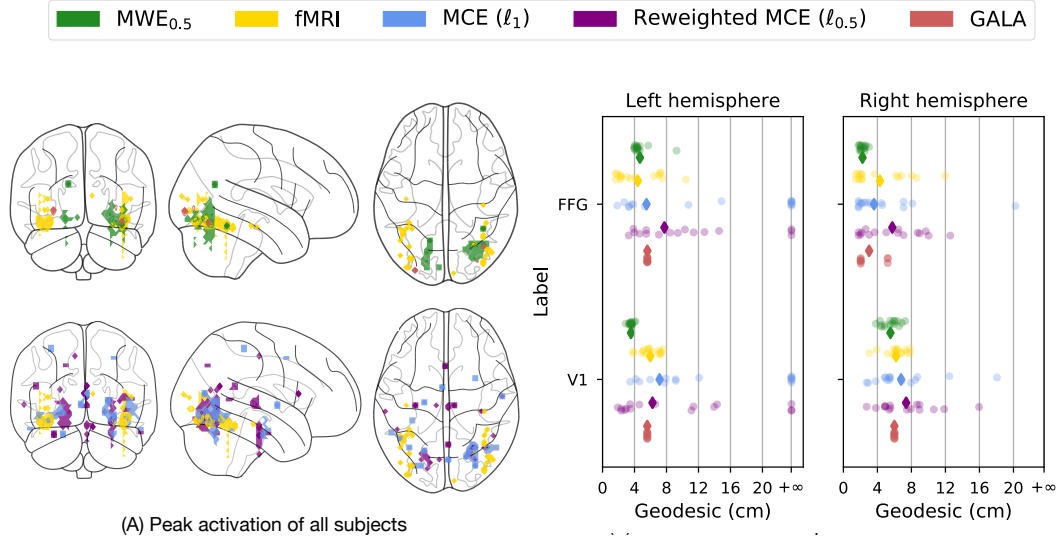 MWE0.5 fMRI MCE (ℓ1) Reweighted MCE (ℓ0.5) GALA
Left hemisphere Right hemisphere
Label
FFG
V1
0 4 8 12 16 20 +∞ 0 4 8 12 16 20 +∞
Geodesic (cm) Geodesic (cm)
(A) Peak activation of all subjects